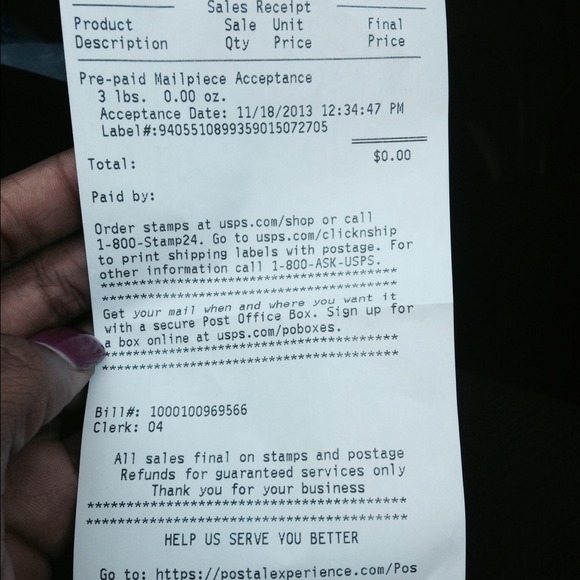 Sales Receipt
Product Sale Unit Final
Description Qty Price Price
Pre-paid Mailpiece Acceptance
3 lbs. 0.00 oz.
Acceptance Date: 11/18/2013 12:34:47 PM
Label#:9405510899359015072705
Total: $0.00
Paid by:
Order stamps at usps.com/shop or call
1-800-Stamp24. Go to usps.com/clicknship
to print shipping labels with postage. For
other information call 1-800-ASK-USPS.
******************************************
******************************************
Get your mail when and where you want it
with a secure Post Office Box. Sign up for
a box online at usps.com/poboxes.
******************************************
******************************************
Bill#: 1000100969566
Clerk: 04
All sales final on stamps and postage
Refunds for guaranteed services only
Thank you for your business
******************************************
******************************************
HELP US SERVE YOU BETTER
Go to: https://postalexperience.com/Pos